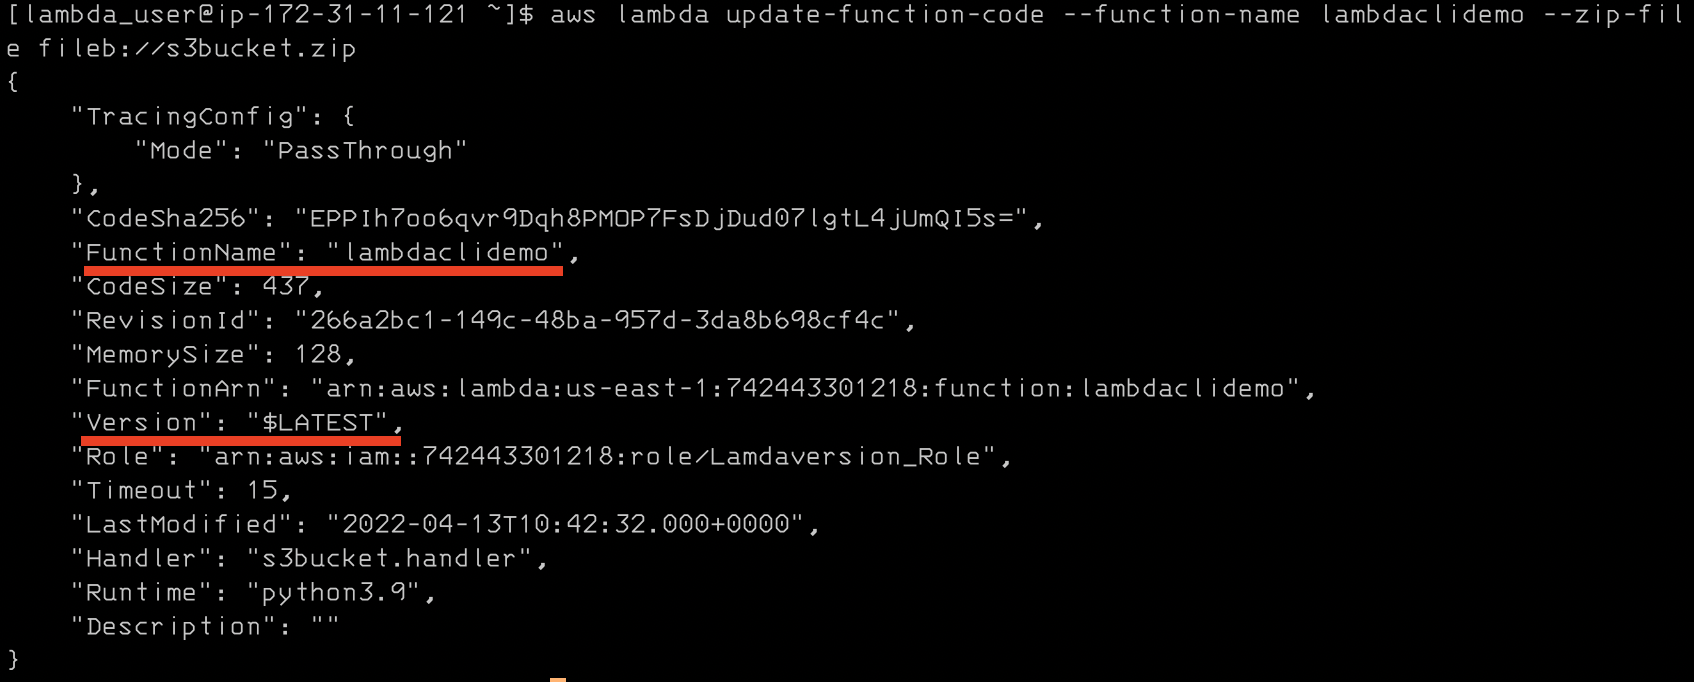 [lambda_user@ip-172-31-11-121 ~]$ aws lambda update-function-code --function-name lambdaclidemo --zip-fil
e fileb://s3bucket.zip
{
    "TracingConfig": {
        "Mode": "PassThrough"
    },
    "CodeSha256": "EPPIh7oo6qvr9Dqh8PMOP7FsDjDud07lgtL4jUmQI5s=",
    "FunctionName": "lambdaclidemo",
    "CodeSize": 437,
    "RevisionId": "266a2bc1-149c-48ba-957d-3da8b698cf4c",
    "MemorySize": 128,
    "FunctionArn": "arn:aws:lambda:us-east-1:742443301218:function:lambdaclidemo",
    "Version": "$LATEST",
    "Role": "arn:aws:iam::742443301218:role/Lamdaversion_Role",
    "Timeout": 15,
    "LastModified": "2022-04-13T10:42:32.000+0000",
    "Handler": "s3bucket.handler",
    "Runtime": "python3.9",
    "Description": ""
}